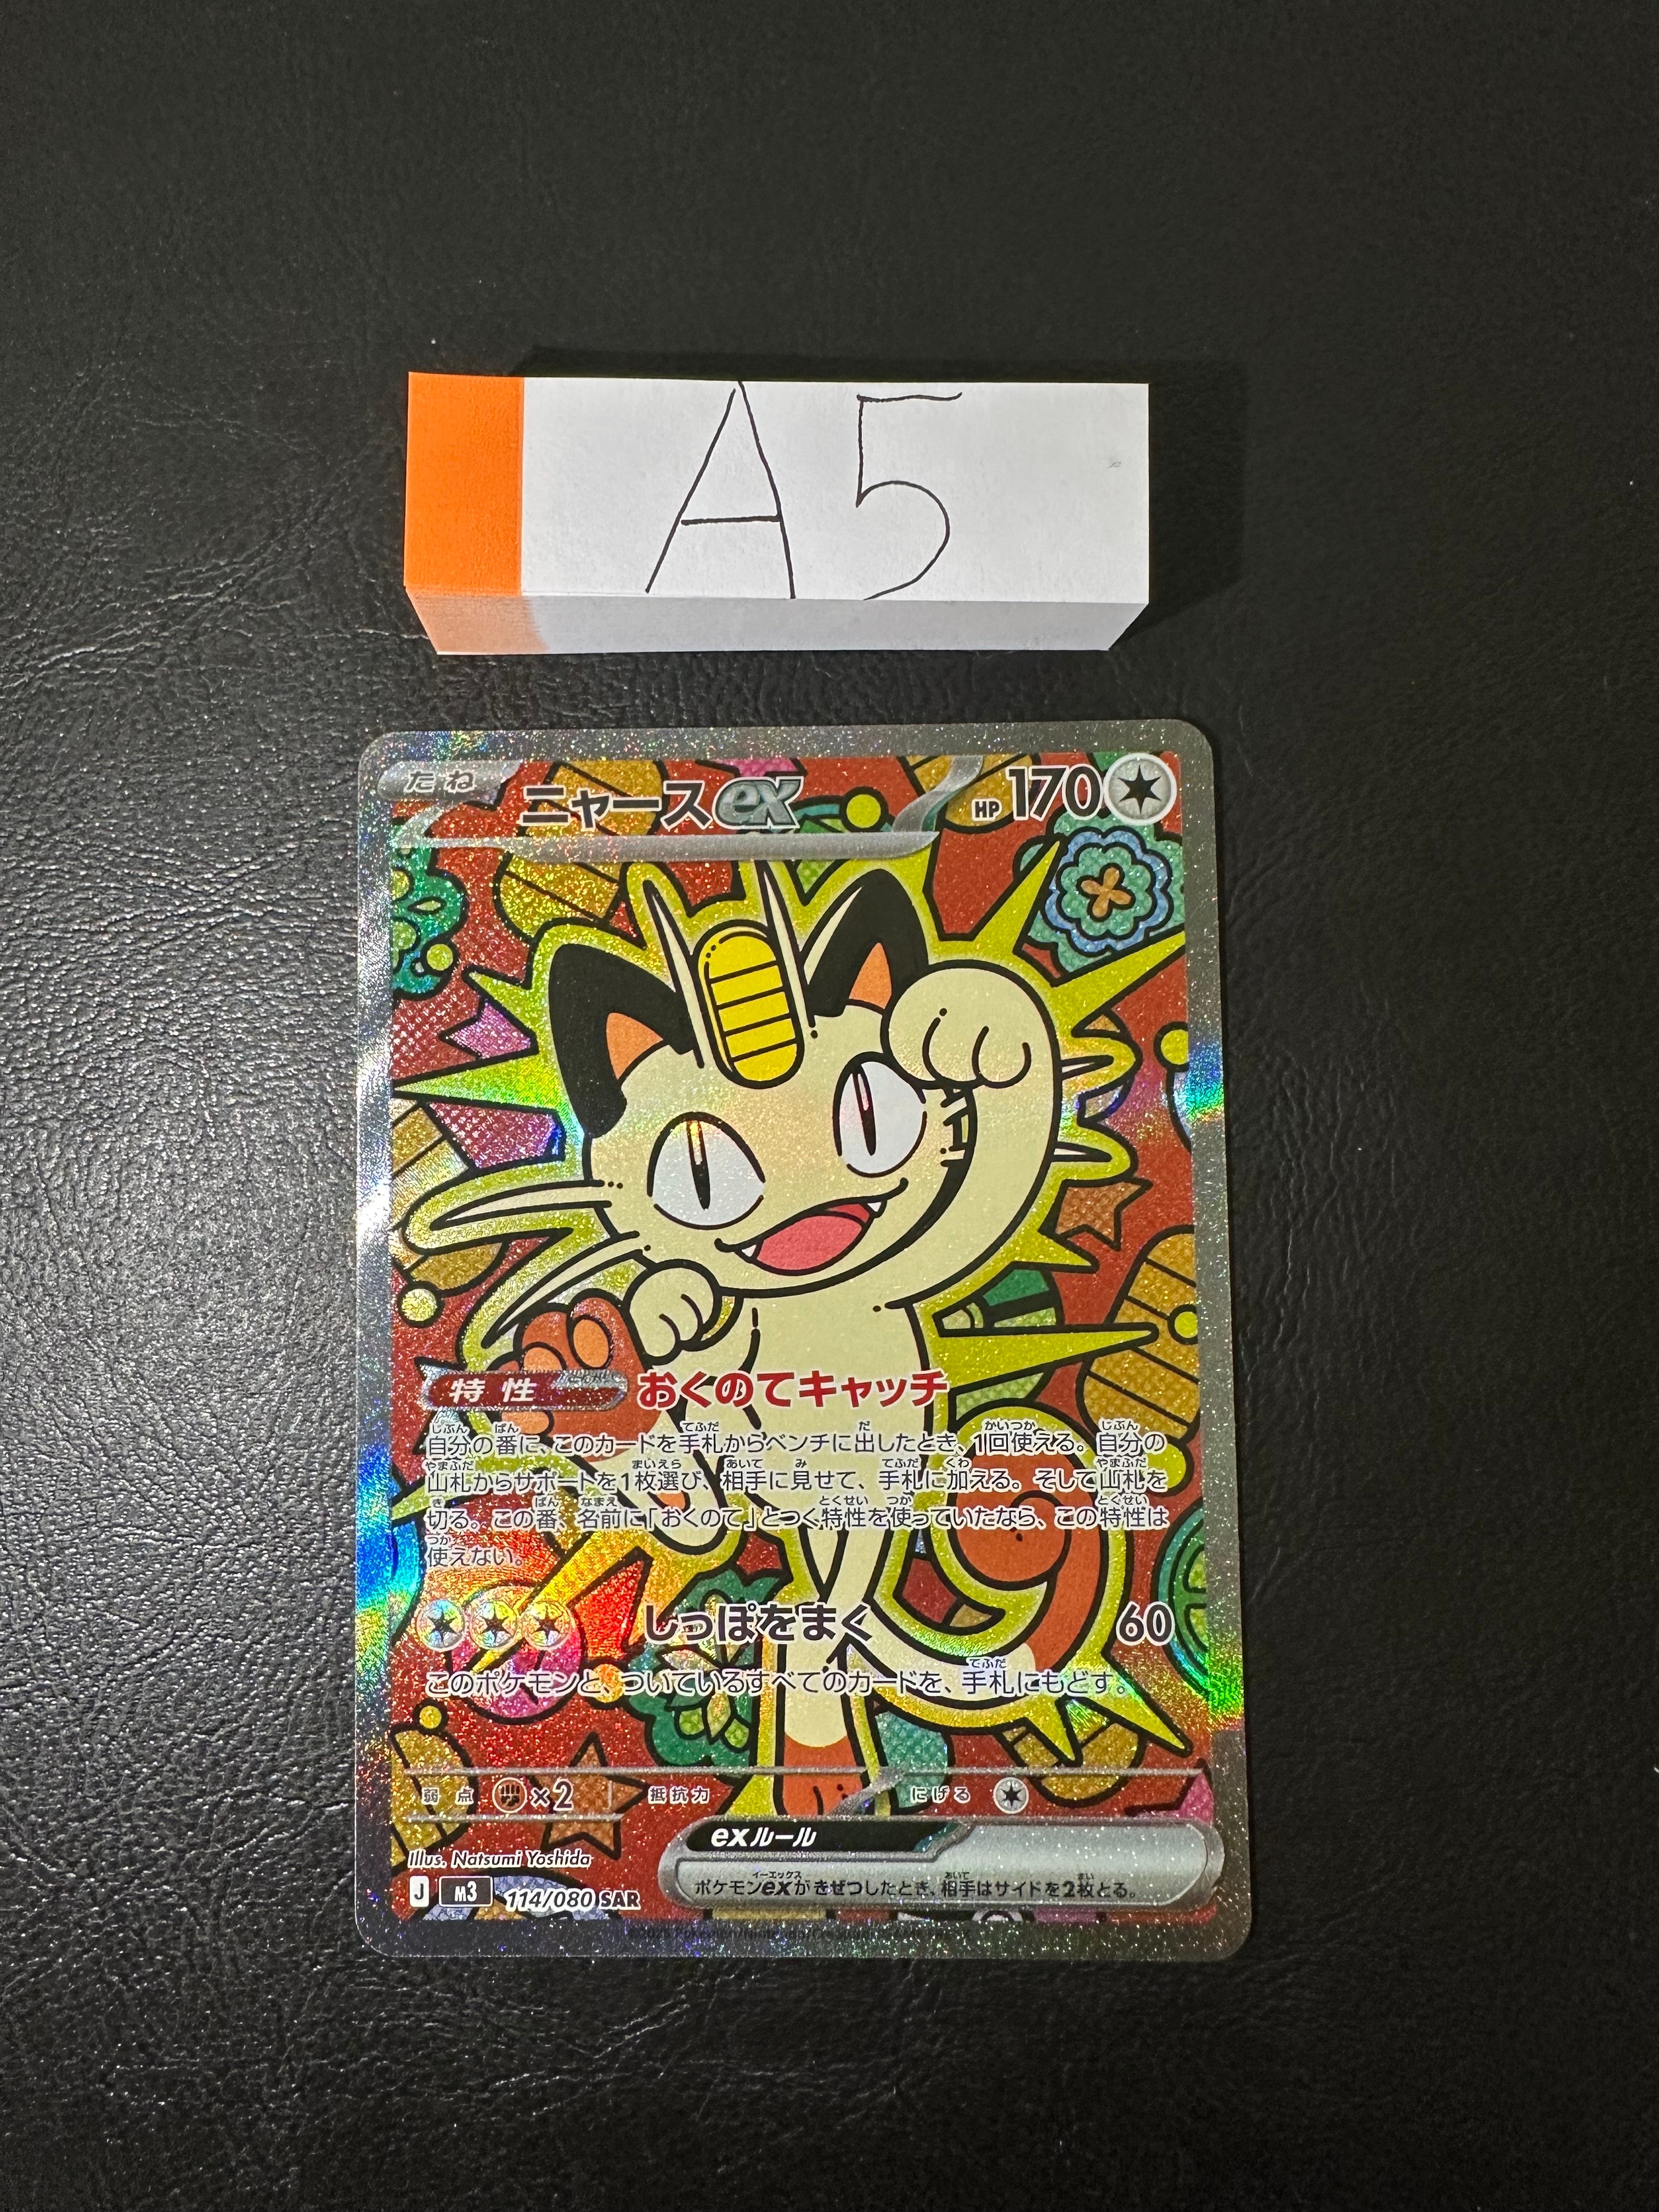 A5
たね
ニャースex
HP170
特性 おくのてキャッチ
自分の番に、このカードを手札からベンチに出したとき、1回使える。自分の
山札からサポートを1枚選び、相手に見せて、手札に加える。そして山札を
切る。この番、名前に「おくのて」とつく特性を使っていたなら、この特性は
使えない。
しっぽをまく 60
このポケモンと、ついているすべてのカードを、手札にもどす。
弱点 ×2 抵抗力 にげる
exルール
ポケモンexがきぜつしたとき、相手はサイドを2枚とる。
Illus. Natsumi Yoshida
J m3 114/080 SAR